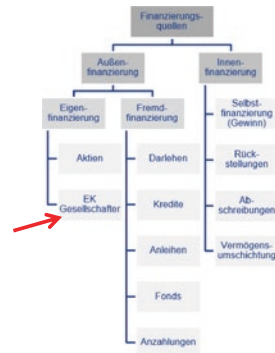 Finanzierungs-
quellen
Außen-
finanzierung
Innen-
finanzierung
Eigen-
finanzierung
Fremd-
finanzierung
Selbst-
finanzierung
(Gewinn)
Aktien
Darlehen
Rück-
stellungen
EK
Gesellschafter
Kredite
Ab-
schreibungen
Anleihen
Vermögens-
umschichtung
Fonds
Anzahlungen